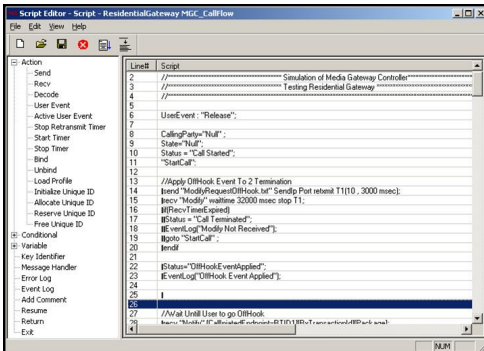 Script Editor - Script - ResidentialGateway MGC_CallFlow
File Edit View Help
Action
Send
Recv
Decode
User Event
Active User Event
Stop Retransmit Timer
Start Timer
Stop Timer
Bind
Unbind
Load Profile
Initialize Unique ID
Allocate Unique ID
Reserve Unique ID
Free Unique ID
Conditional
Variable
Key Identifier
Message Handler
Error Log
Event Log
Add Comment
Resume
Return
Exit
Line# Script
2 //"""""""""" Simulation of Media Gateway Controller""""""""""
3 //"""""""""" Testing Residential Gateway """"""""""
4 //""""""""""
5
6 UserEvent : "Release";
7
8 CallingParty="Null" ;
9 State="Null";
10 Status = "Call Started";
11 "StartCall":
12
13 //Apply OffHook Event To 2 Termination
14 |send "ModifyRequestOffHook.txt" SendIp Port retxmit T1(10 , 3000 msec);
15 |recv "Modify" waittime 32000 msec stop T1;
16 |if(RecvTimerExpired)
17 ||Status = "Call Terminated";
18 ||EventLog("Modify Not Received");
19 ||goto "StartCall" ;
20 |endif
21
22 |Status="OffHookEventApplied";
23 |EventLog("OffHook Event Applied");
24
25 |
26
27 //Wait Untill User to go OffHook
28 |recv "Notify"
NUM